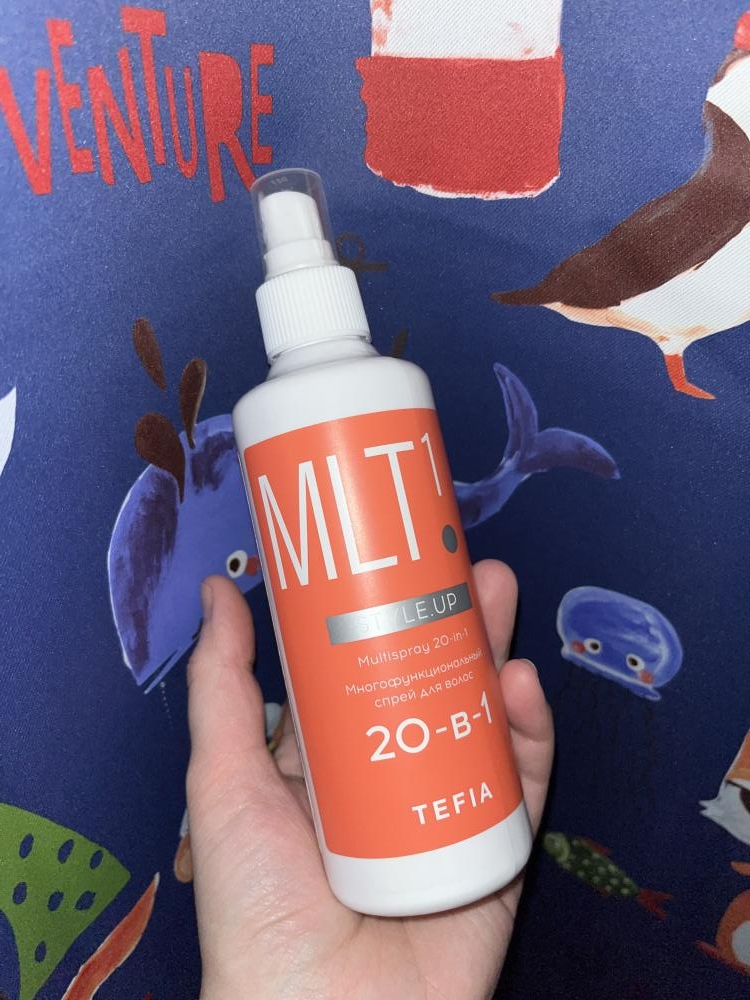 VENTURE
MLT¹.
STYLE.UP
Multispray 20-in-1
Многофункциональный
спрей для волос
20-в-1
TEFIA